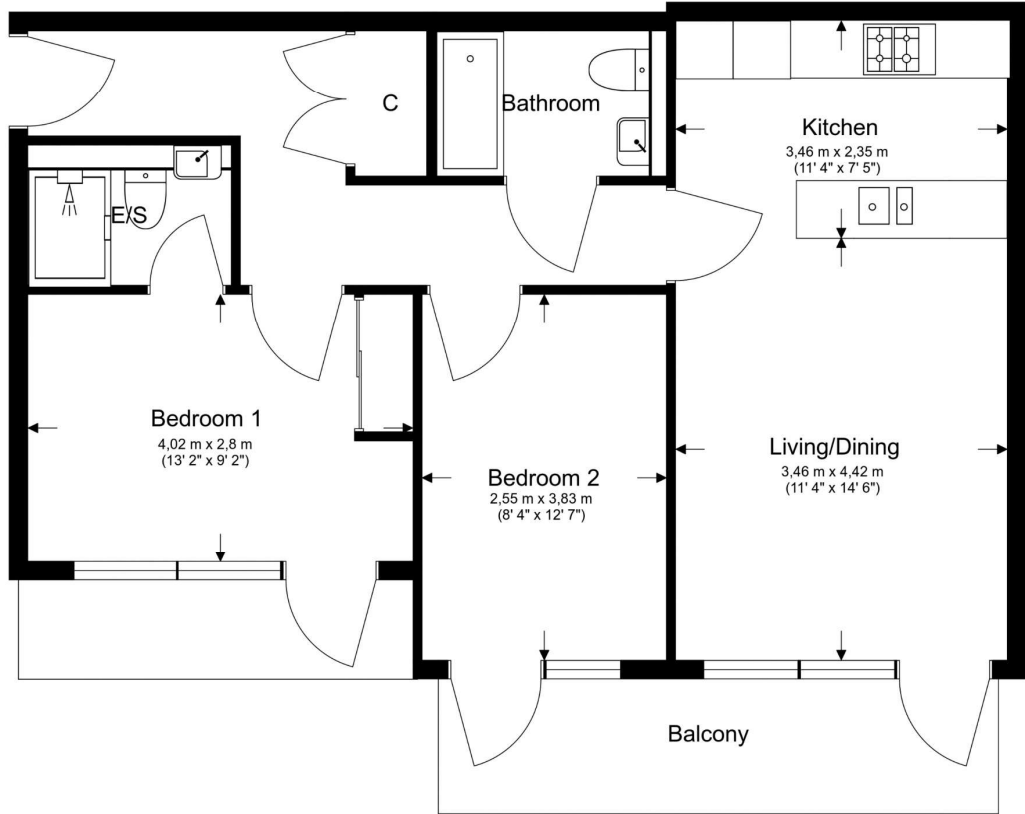 C
Bathroom
Kitchen
3,46 m x 2,35 m
(11' 4" x 7' 5")
E/S
Bedroom 1
4,02 m x 2,8 m
(13' 2" x 9' 2")
Bedroom 2
2,55 m x 3,83 m
(8' 4" x 12' 7")
Living/Dining
3,46 m x 4,42 m
(11' 4" x 14' 6")
Balcony